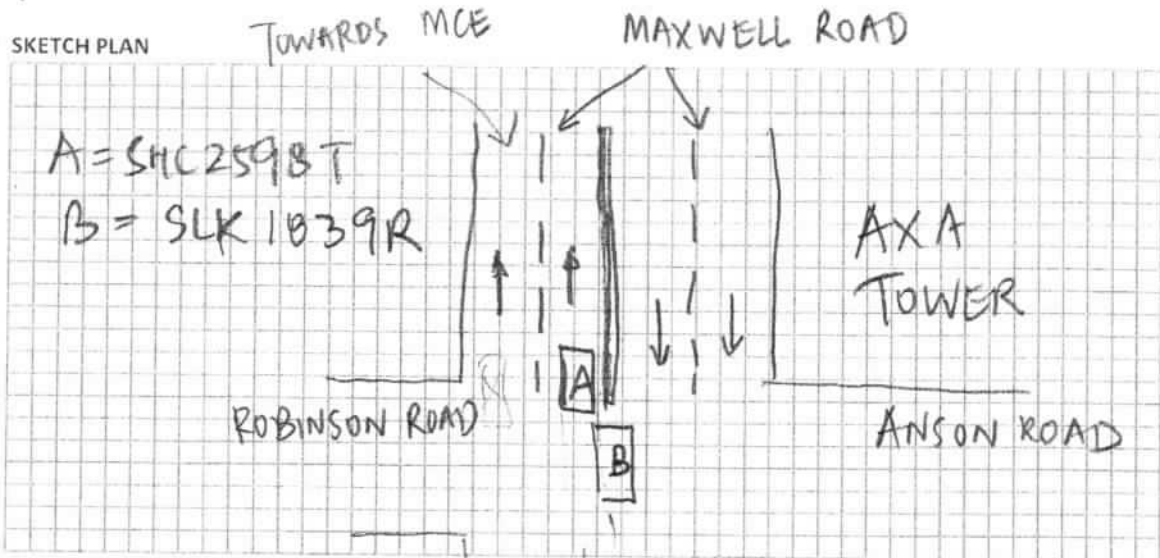 SKETCH PLAN
TOWARDS MCE
MAXWELL ROAD
A = SHC2598T
B = SLK1839R
AXA
TOWER
A
ROBINSON ROAD
ANSON ROAD
B